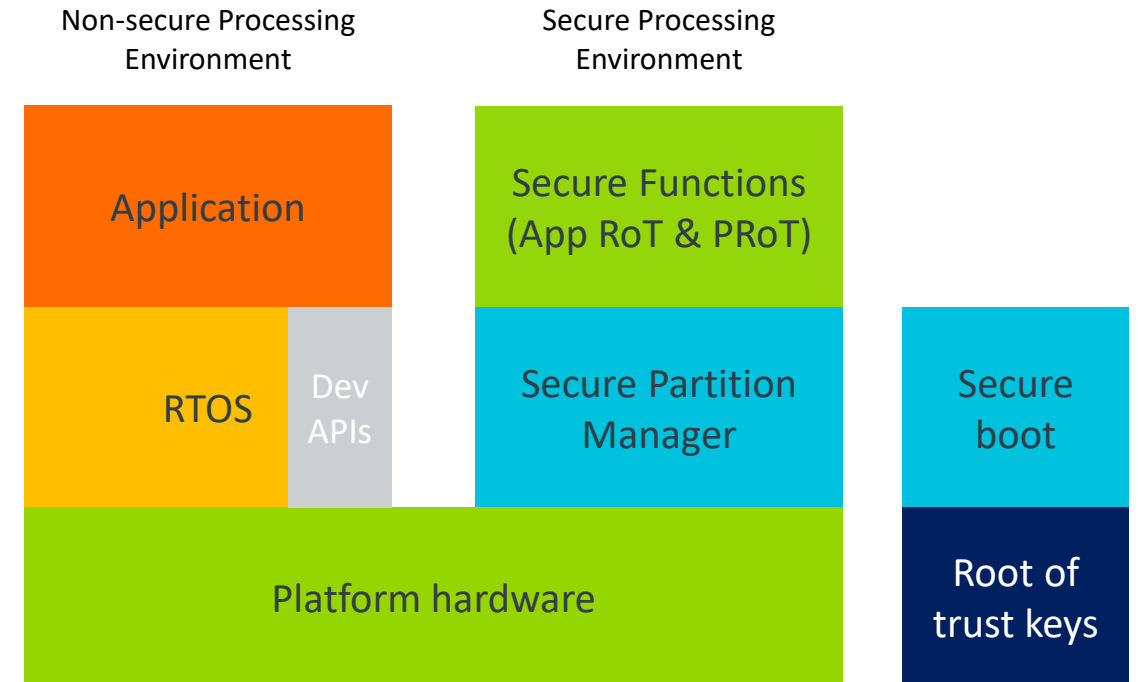 Non-secure Processing
Environment
Secure Processing
Environment
Application
Secure Functions
(App RoT & PRoT)
RTOS
Dev
APIs
Secure Partition
Manager
Secure
boot
Platform hardware
Root of
trust keys